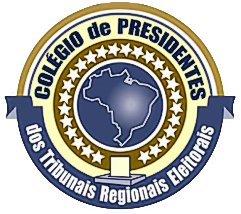 COLÉGIO de PRESIDENTES
dos Tribunais Regionais Eleitorais